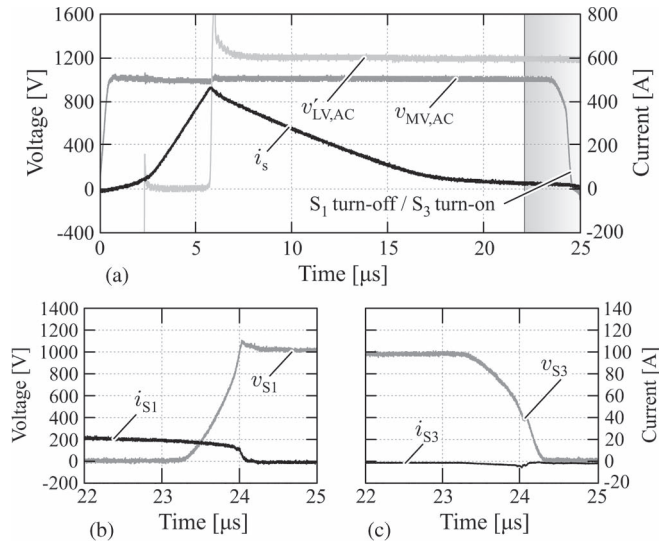 1600
1200
800
400
0
-400
Voltage [V]
800
600
400
200
0
-200
Current [A]
v′LV,AC
vMV,AC
is
S1 turn-off / S3 turn-on
0
5
10
15
20
25
(a)
Time [µs]
1400
1200
1000
800
600
400
200
0
-200
Voltage [V]
iS1
vS1
22
23
24
25
(b)
Time [µs]
140
120
100
80
60
40
20
0
-20
Current [A]
vS3
iS3
22
23
24
25
(c)
Time [µs]